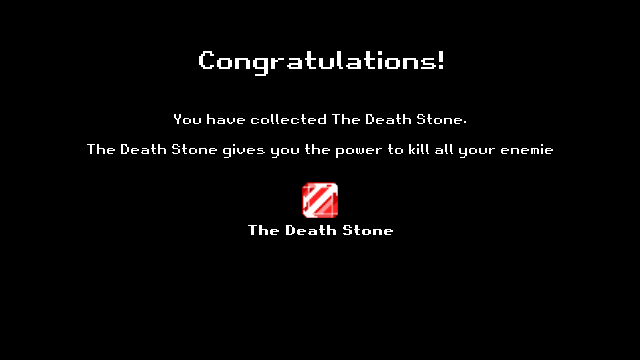 Congratulations!
You have collected The Death Stone.
The Death Stone gives you the power to kill all your enemie
The Death Stone